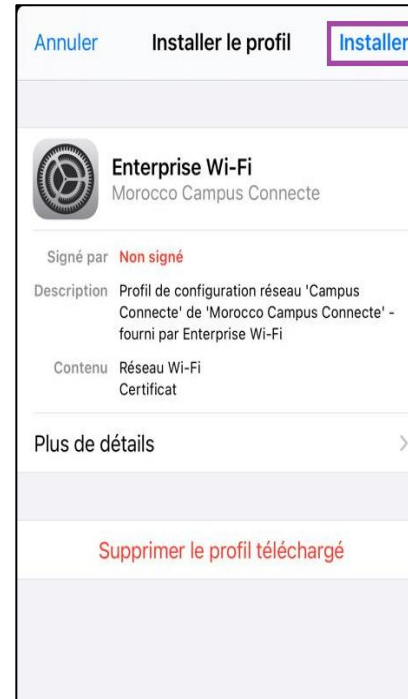 Annuler Installer le profil Installer
Enterprise Wi-Fi
Morocco Campus Connecte
Signé par Non signé
Description Profil de configuration réseau 'Campus
Connecte' de 'Morocco Campus Connecte' -
fourni par Enterprise Wi-Fi
Contenu Réseau Wi-Fi
Certificat
Plus de détails
Supprimer le profil téléchargé